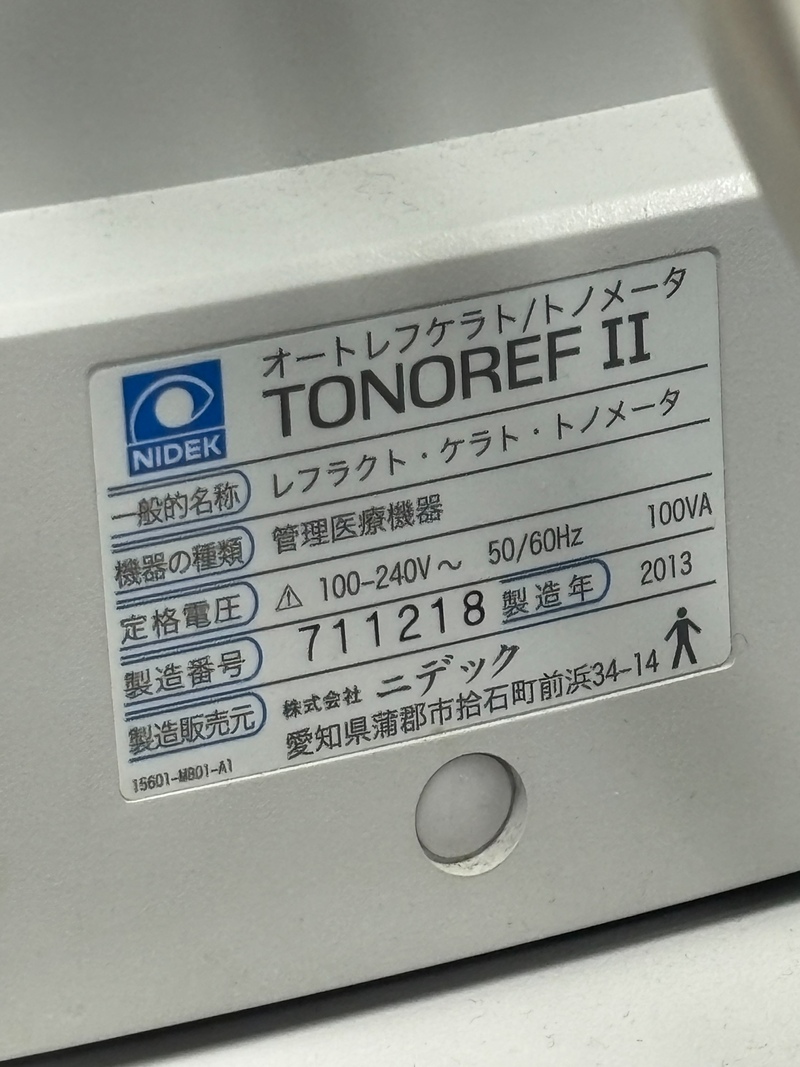 NIDEK
オートレフケラト/トノメータ
TONOREF II
一般的名称 レフラクト・ケラト・トノメータ
機器の種類 管理医療機器
定格電圧 ⚠ 100-240V～ 50/60Hz 100VA
製造番号 711218 製造年 2013
製造販売元 株式会社 ニデック
愛知県蒲郡市拾石町前浜34-14
15601-MB01-A1